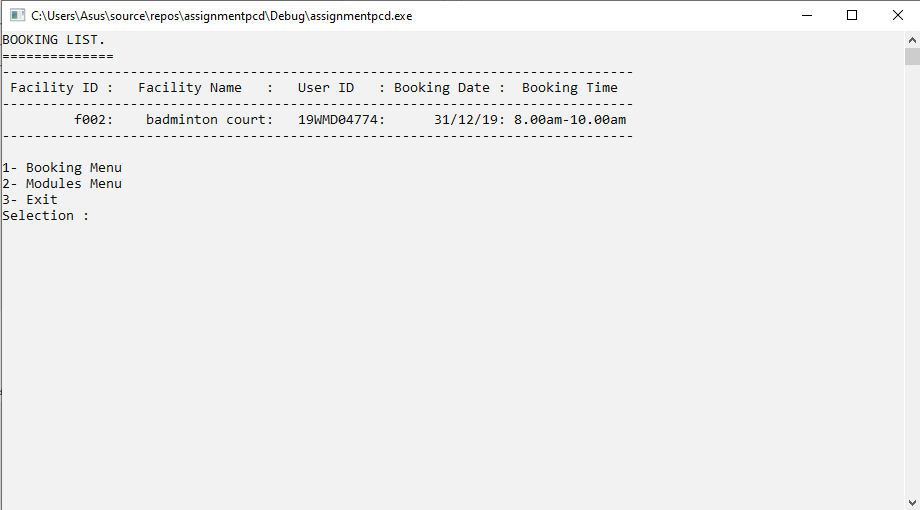 C:\Users\Asus\source\repos\assignmentpcd\Debug\assignmentpcd.exe
BOOKING LIST.
==============
-------------------------------------------------------------------------------
 Facility ID :   Facility Name   :   User ID   : Booking Date :  Booking Time
-------------------------------------------------------------------------------
         f002:    badminton court:   19WMD04774:      31/12/19: 8.00am-10.00am
-------------------------------------------------------------------------------
1- Booking Menu
2- Modules Menu
3- Exit
Selection :